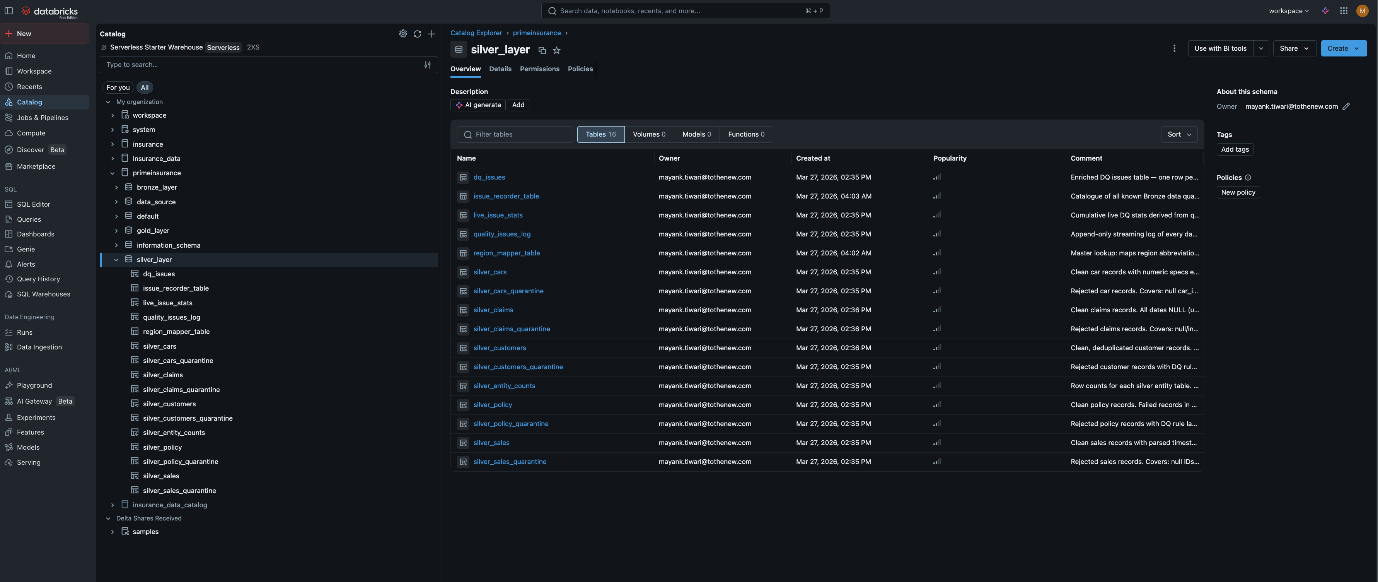 databricks
Free Edition
Search data, notebooks, recents, and more...
⌘ + P
workspace
M
New
Home
Workspace
Recents
Catalog
Jobs & Pipelines
Compute
Discover Beta
Marketplace
SQL
SQL Editor
Queries
Dashboards
Genie
Alerts
Query History
SQL Warehouses
Data Engineering
Runs
Data Ingestion
AI/ML
Playground
AI Gateway Beta
Experiments
Features
Models
Serving
Catalog
Serverless Starter Warehouse Serverless 2XS
Type to search...
For you All
My organization
workspace
system
insurance
insurance_data
primeinsurance
bronze_layer
data_source
default
gold_layer
information_schema
silver_layer
dq_issues
issue_recorder_table
live_issue_stats
quality_issues_log
region_mapper_table
silver_cars
silver_cars_quarantine
silver_claims
silver_claims_quarantine
silver_customers
silver_customers_quarantine
silver_entity_counts
silver_policy
silver_policy_quarantine
silver_sales
silver_sales_quarantine
insurance_data_catalog
Delta Shares Received
samples
Catalog Explorer › primeinsurance ›
silver_layer
Use with BI tools
Share
Create
Overview Details Permissions Policies
Description
AI generate Add
Filter tables
Tables 16 Volumes 0 Models 0 Functions 0
Sort
Name Owner Created at Popularity Comment
dq_issues mayank.tiwari@tothenew.com Mar 27, 2026, 02:35 PM Enriched DQ issues table — one row pe...
issue_recorder_table mayank.tiwari@tothenew.com Mar 27, 2026, 04:03 AM Catalogue of all known Bronze data qua...
live_issue_stats mayank.tiwari@tothenew.com Mar 27, 2026, 02:35 PM Cumulative live DQ stats derived from q...
quality_issues_log mayank.tiwari@tothenew.com Mar 27, 2026, 02:35 PM Append-only streaming log of every da...
region_mapper_table mayank.tiwari@tothenew.com Mar 27, 2026, 04:02 AM Master lookup: maps region abbreviatio...
silver_cars mayank.tiwari@tothenew.com Mar 27, 2026, 02:35 PM Clean car records with numeric specs e...
silver_cars_quarantine mayank.tiwari@tothenew.com Mar 27, 2026, 02:35 PM Rejected car records. Covers: null car_i...
silver_claims mayank.tiwari@tothenew.com Mar 27, 2026, 02:36 PM Clean claims records. All dates NULL (u...
silver_claims_quarantine mayank.tiwari@tothenew.com Mar 27, 2026, 02:36 PM Rejected claims records. Covers: null/in...
silver_customers mayank.tiwari@tothenew.com Mar 27, 2026, 02:36 PM Clean, deduplicated customer records. ...
silver_customers_quarantine mayank.tiwari@tothenew.com Mar 27, 2026, 02:35 PM Rejected customer records with DQ rul...
silver_entity_counts mayank.tiwari@tothenew.com Mar 27, 2026, 02:35 PM Row counts for each silver entity table. ...
silver_policy mayank.tiwari@tothenew.com Mar 27, 2026, 02:35 PM Clean policy records. Failed records in ...
silver_policy_quarantine mayank.tiwari@tothenew.com Mar 27, 2026, 02:35 PM Rejected policy records with DQ rule la...
silver_sales mayank.tiwari@tothenew.com Mar 27, 2026, 02:35 PM Clean sales records with parsed timest...
silver_sales_quarantine mayank.tiwari@tothenew.com Mar 27, 2026, 02:35 PM Rejected sales records. Covers: null IDs...
About this schema
Owner mayank.tiwari@tothenew.com
Tags
Add tags
Policies
New policy